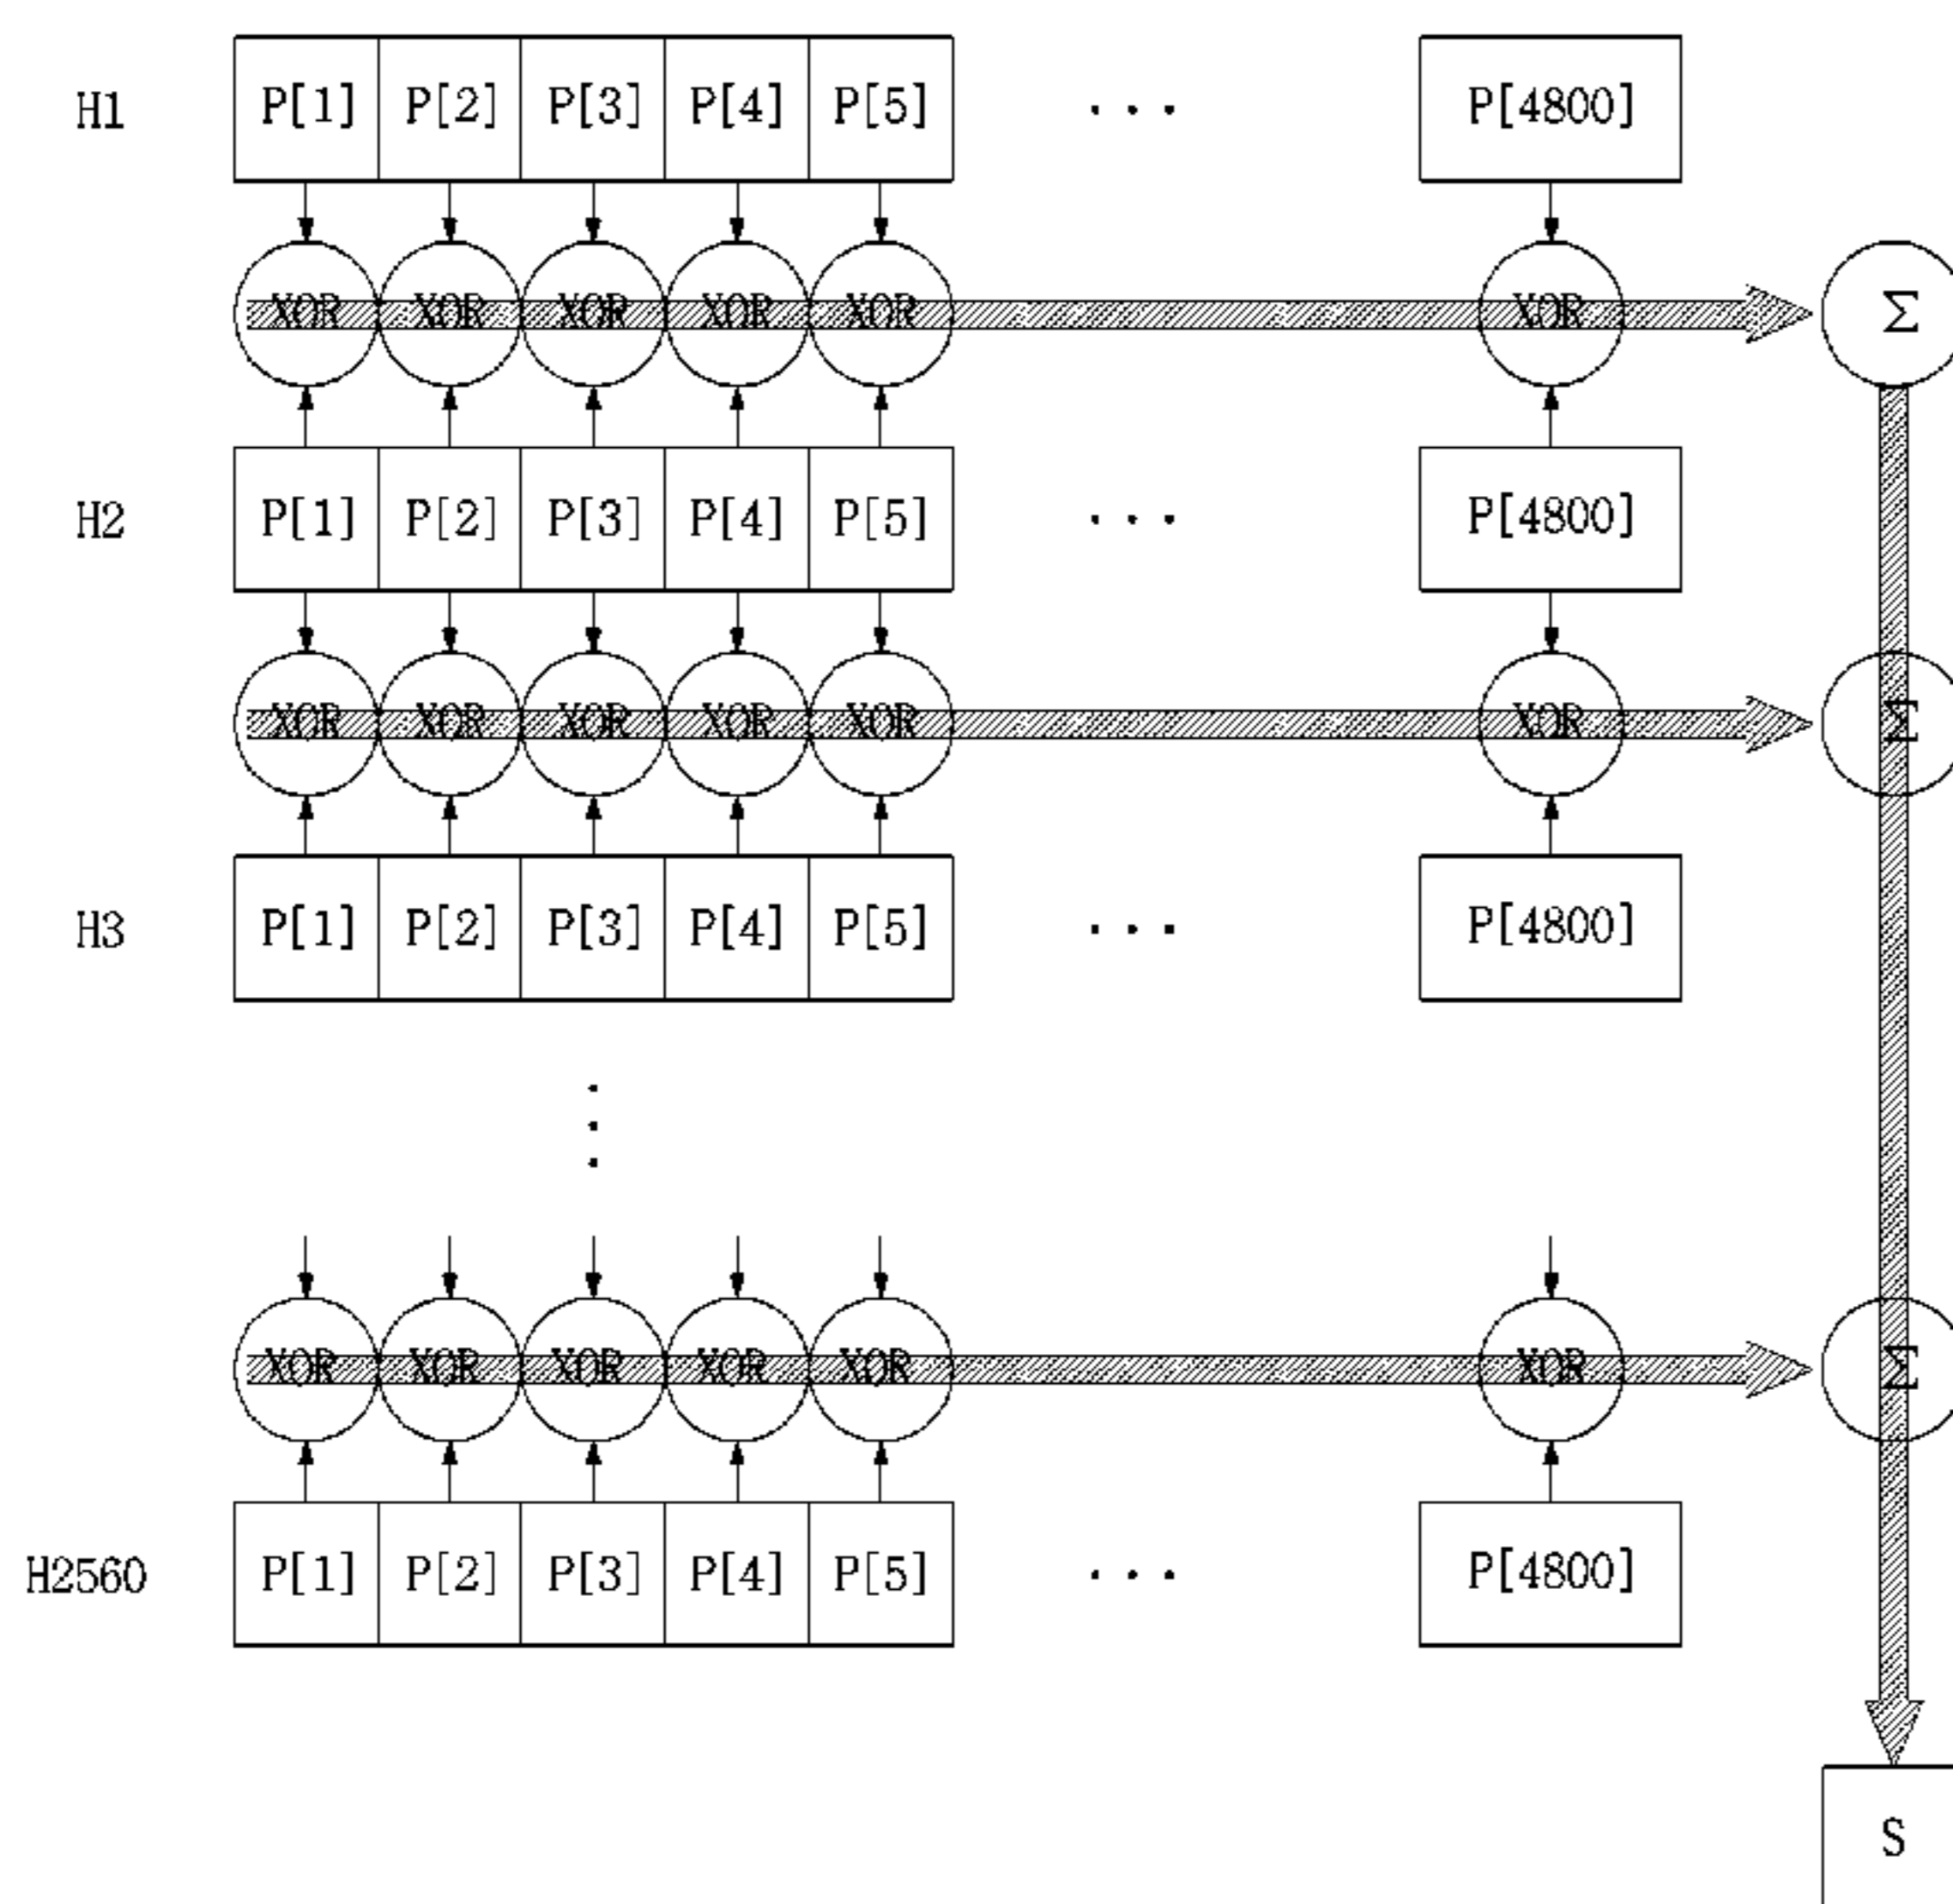 H1 P[1] P[2] P[3] P[4] P[5] ... P[4800]
XOR XOR XOR XOR XOR XOR Σ
H2 P[1] P[2] P[3] P[4] P[5] ... P[4800]
XOR XOR XOR XOR XOR XOR Σ
H3 P[1] P[2] P[3] P[4] P[5] ... P[4800]
XOR XOR XOR XOR XOR XOR Σ
H2560 P[1] P[2] P[3] P[4] P[5] ... P[4800]
S